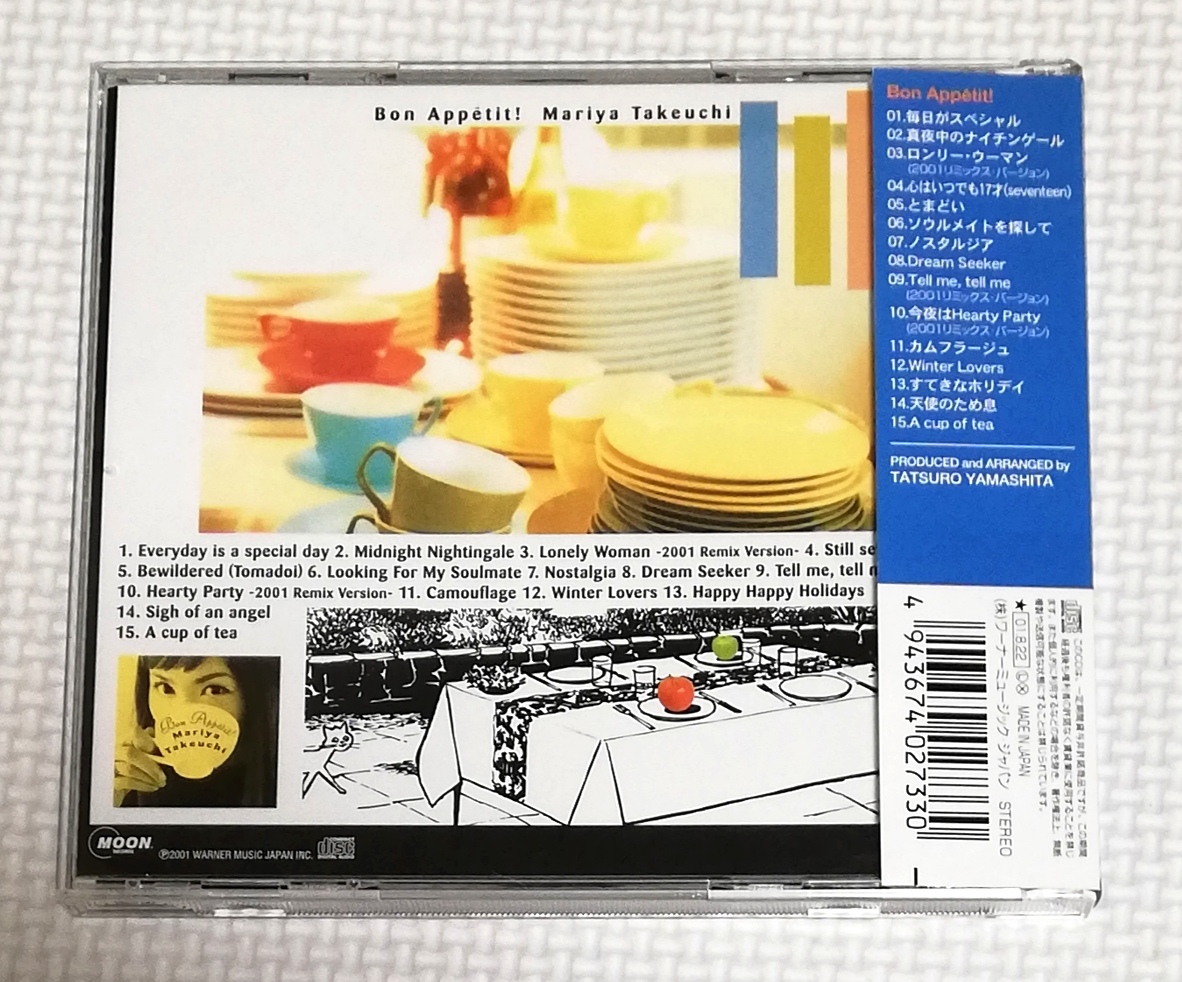 Bon Appétit! Mariya Takeuchi
1. Everyday is a special day 2. Midnight Nightingale 3. Lonely Woman -2001 Remix Version- 4. Still se
5. Bewildered (Tomadoi) 6. Looking For My Soulmate 7. Nostalgia 8. Dream Seeker 9. Tell me, tell
10. Hearty Party -2001 Remix Version- 11. Camouflage 12. Winter Lovers 13. Happy Happy Holidays
14. Sigh of an angel
15. A cup of tea
Bon Appétit!
Mariya
Takeuchi
MOON
RECORDS
℗2001 WARNER MUSIC JAPAN INC.
COMPACT
disc
DIGITAL AUDIO
Bon Appétit!
01.毎日がスペシャル
02.真夜中のナイチンゲール
03.ロンリー・ウーマン
(2001リミックス・バージョン)
04.心はいつでも17才(seventeen)
05.とまどい
06.ソウルメイトを探して
07.ノスタルジア
08.Dream Seeker
09.Tell me, tell me
(2001リミックス・バージョン)
10.今夜はHearty Party
(2001リミックス・バージョン)
11.カムフラージュ
12.Winter Lovers
13.すてきなホリデイ
14.天使のため息
15.A cup of tea
PRODUCED and ARRANGED by
TATSURO YAMASHITA
4 943674 027330
(株)ワーナーミュージック ジャパン STEREO
★ 01.8.22 Ⓛ Ⓧ MADE IN JAPAN